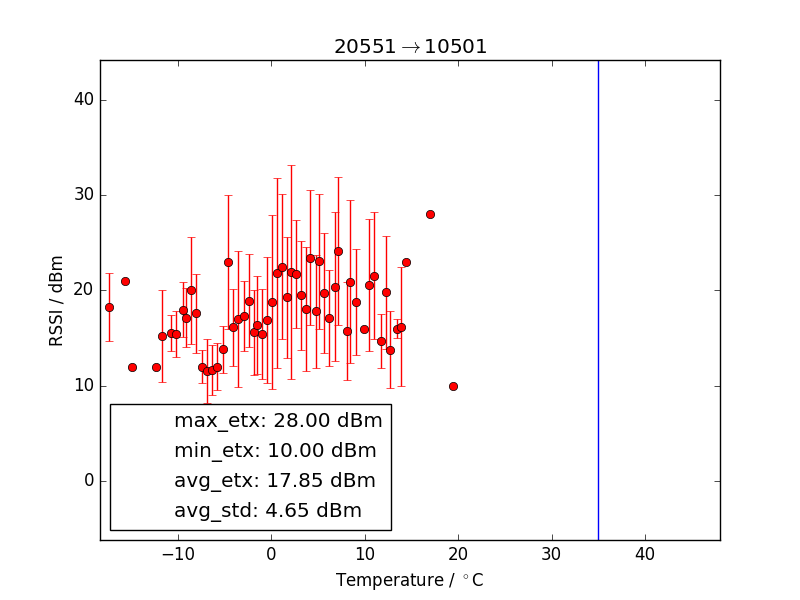 20551→10501
40
30
20
10
0
RSSI / dBm
max_etx: 28.00 dBm
min_etx: 10.00 dBm
avg_etx: 17.85 dBm
avg_std: 4.65 dBm
−10 0 10 20 30 40
Temperature / °C